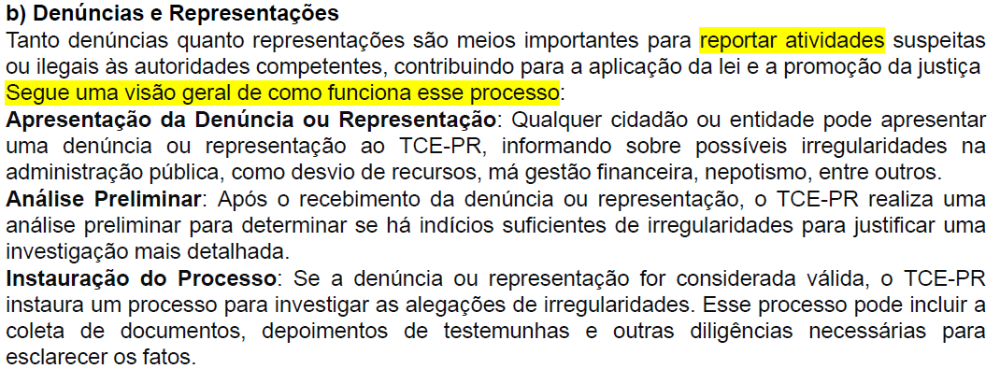 b) Denúncias e Representações
Tanto denúncias quanto representações são meios importantes para reportar atividades suspeitas
ou ilegais às autoridades competentes, contribuindo para a aplicação da lei e a promoção da justiça
Segue uma visão geral de como funciona esse processo:
Apresentação da Denúncia ou Representação: Qualquer cidadão ou entidade pode apresentar
uma denúncia ou representação ao TCE-PR, informando sobre possíveis irregularidades na
administração pública, como desvio de recursos, má gestão financeira, nepotismo, entre outros.
Análise Preliminar: Após o recebimento da denúncia ou representação, o TCE-PR realiza uma
análise preliminar para determinar se há indícios suficientes de irregularidades para justificar uma
investigação mais detalhada.
Instauração do Processo: Se a denúncia ou representação for considerada válida, o TCE-PR
instaura um processo para investigar as alegações de irregularidades. Esse processo pode incluir a
coleta de documentos, depoimentos de testemunhas e outras diligências necessárias para
esclarecer os fatos.